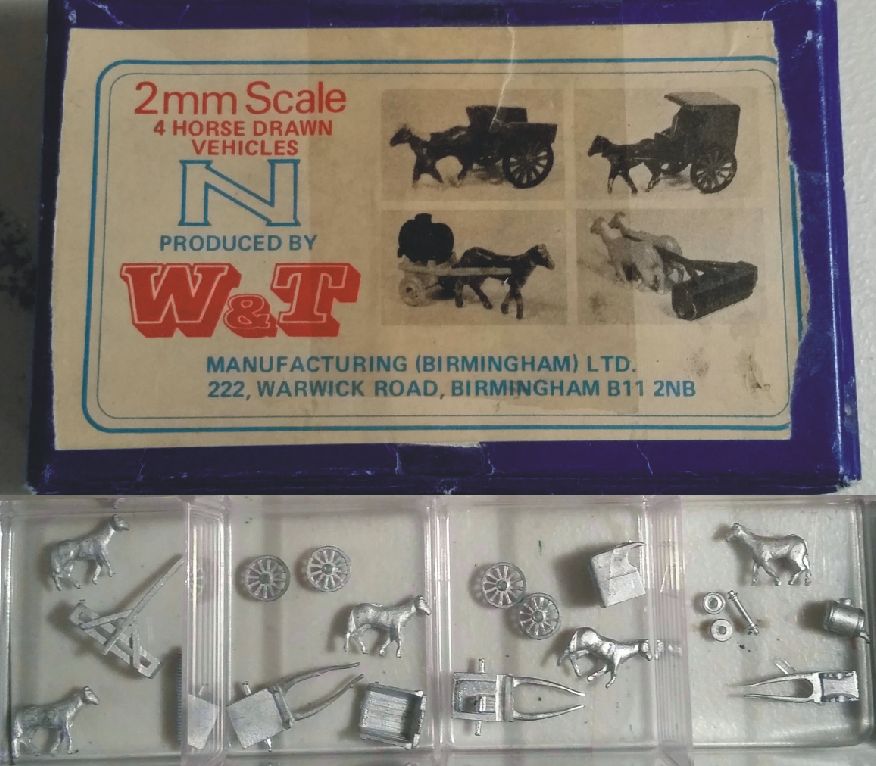 2mm Scale
4 HORSE DRAWN
VEHICLES
N
PRODUCED BY
W&T
MANUFACTURING (BIRMINGHAM) LTD.
222, WARWICK ROAD, BIRMINGHAM B11 2NB